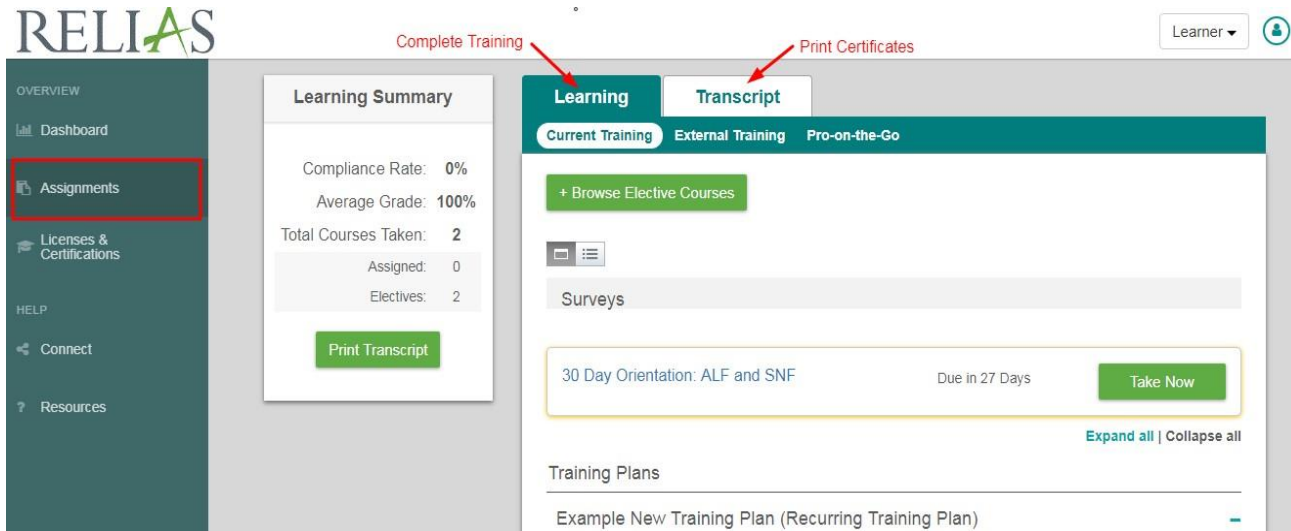 RELIAS
Complete Training
Print Certificates
Learner
OVERVIEW
Dashboard
Assignments
Licenses &
Certifications
HELP
Connect
? Resources
Learning Summary
Compliance Rate: 0%
Average Grade: 100%
Total Courses Taken: 2
Assigned: 0
Electives: 2
Print Transcript
Learning Transcript
Current Training External Training Pro-on-the-Go
+ Browse Elective Courses
Surveys
30 Day Orientation: ALF and SNF Due in 27 Days Take Now
Expand all | Collapse all
Training Plans
Example New Training Plan (Recurring Training Plan)